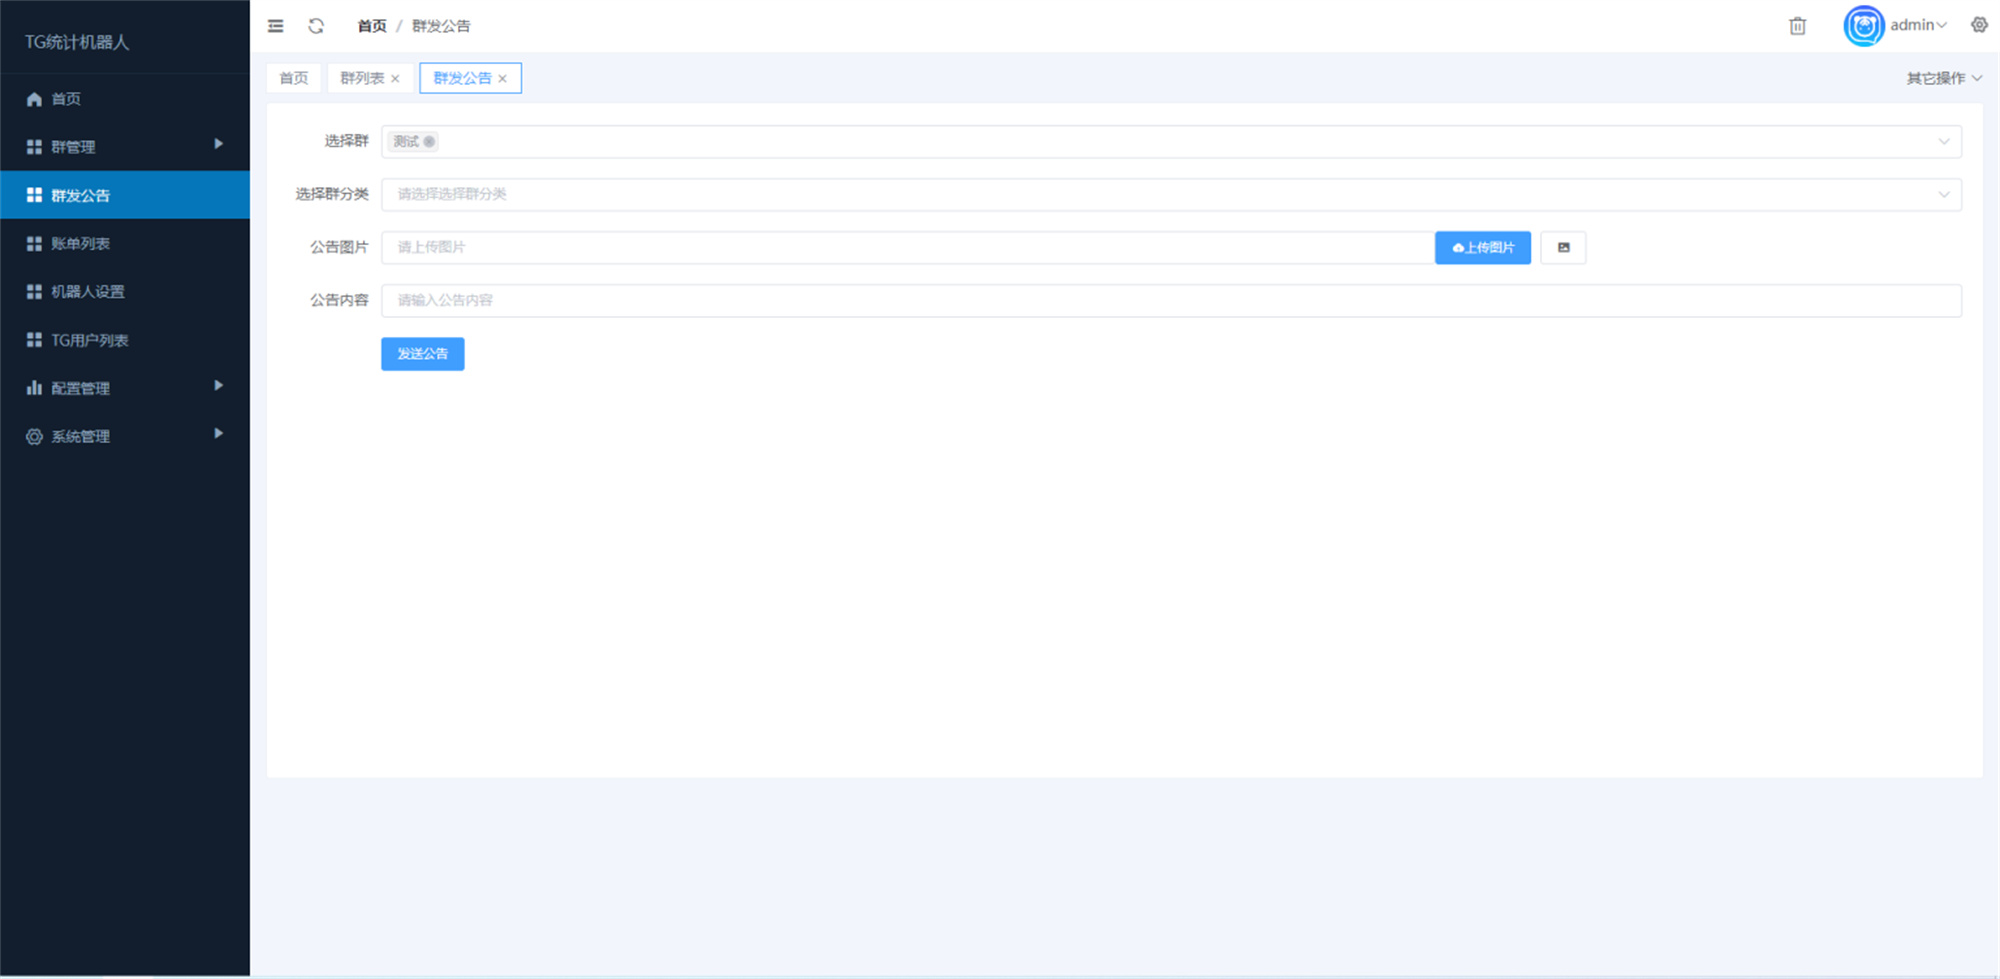 TG统计机器人
首页
群管理
群发公告
账单列表
机器人设置
TG用户列表
配置管理
系统管理
首页 / 群发公告
admin
首页
群列表
群发公告
其它操作
选择群
测试
选择群分类
请选择选择群分类
公告图片
请上传图片
上传图片
公告内容
请输入公告内容
发送公告